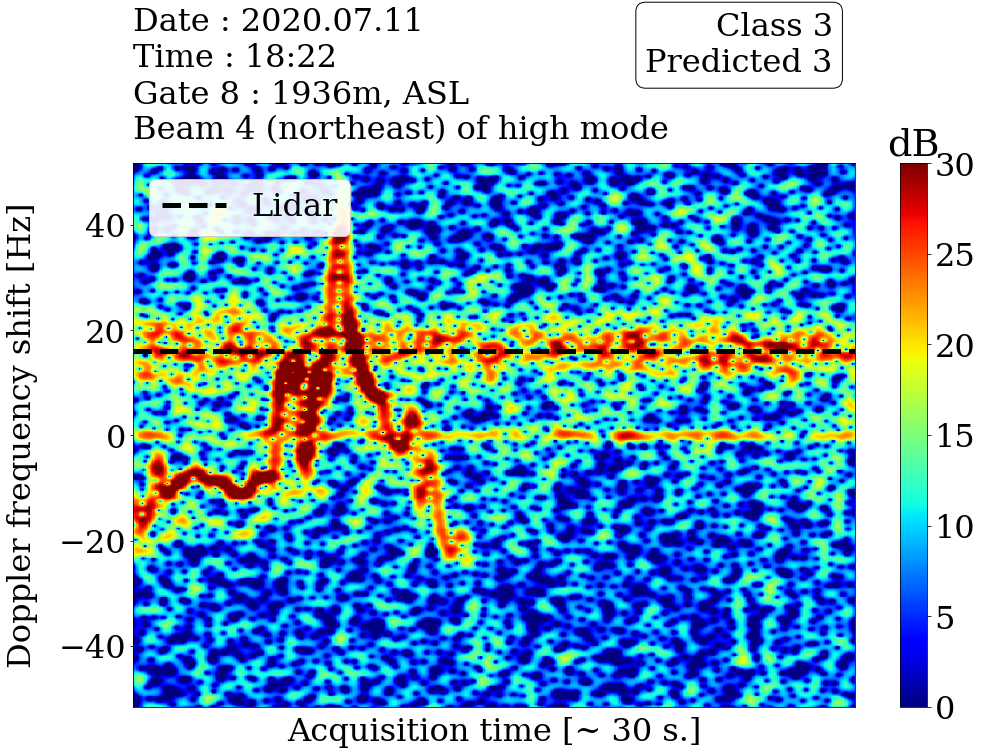 Date : 2020.07.11
Time : 18:22
Gate 8 : 1936m, ASL
Beam 4 (northeast) of high mode
Class 3
Predicted 3
dB
Lidar
Doppler frequency shift [Hz]
40
20
0
−20
−40
30
25
20
15
10
5
0
Acquisition time [~ 30 s.]